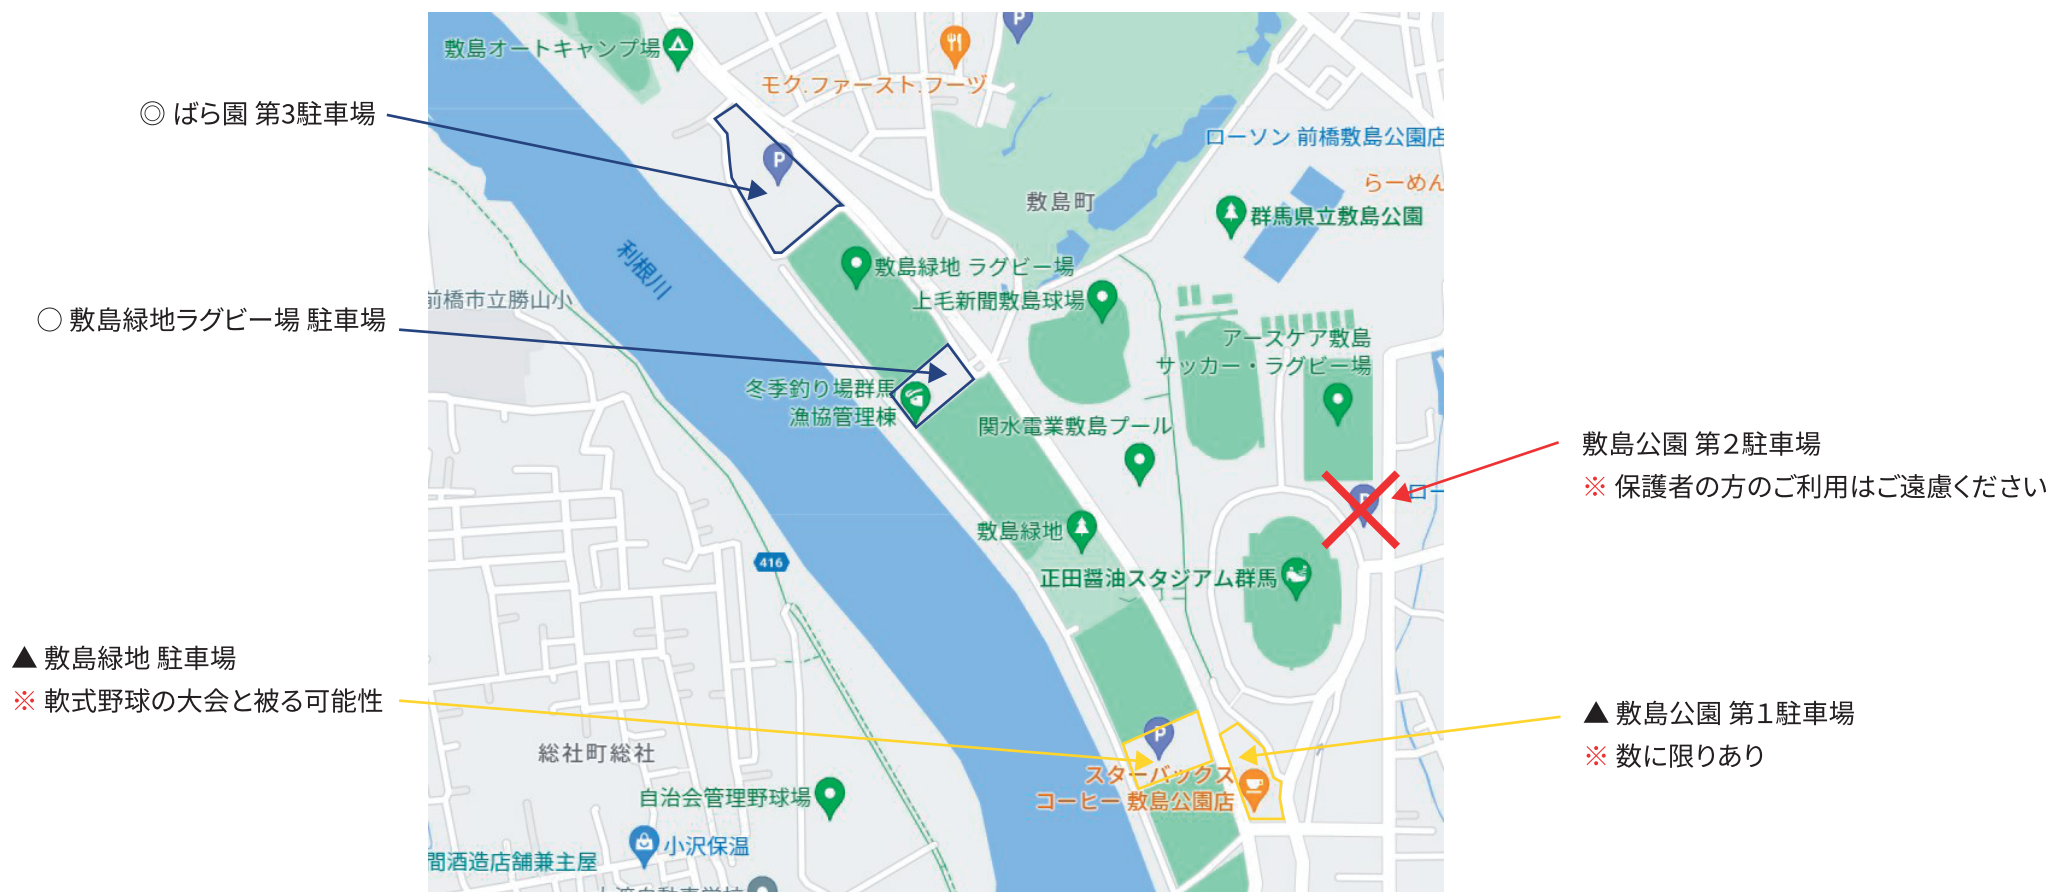 敷島オートキャンプ場
モク.ファースト.フーヅ
◎ ばら園 第3駐車場
P
P
ローソン 前橋敷島公園店
らーめん
敷島町
群馬県立敷島公園
利根川
敷島緑地 ラグビー場
前橋市立勝山小
上毛新聞敷島球場
○ 敷島緑地ラグビー場 駐車場
アースケア敷島
サッカー・ラグビー場
冬季釣り場群馬
漁協管理棟
関水電業敷島プール
敷島公園 第２駐車場
※ 保護者の方のご利用はご遠慮ください
P
ロー
敷島緑地
416
正田醤油スタジアム群馬
▲ 敷島緑地 駐車場
※ 軟式野球の大会と被る可能性
▲ 敷島公園 第１駐車場
※ 数に限りあり
P
総社町総社
スターバックス
コーヒー 敷島公園店
自治会管理野球場
小沢保温
間酒造店舗兼主屋